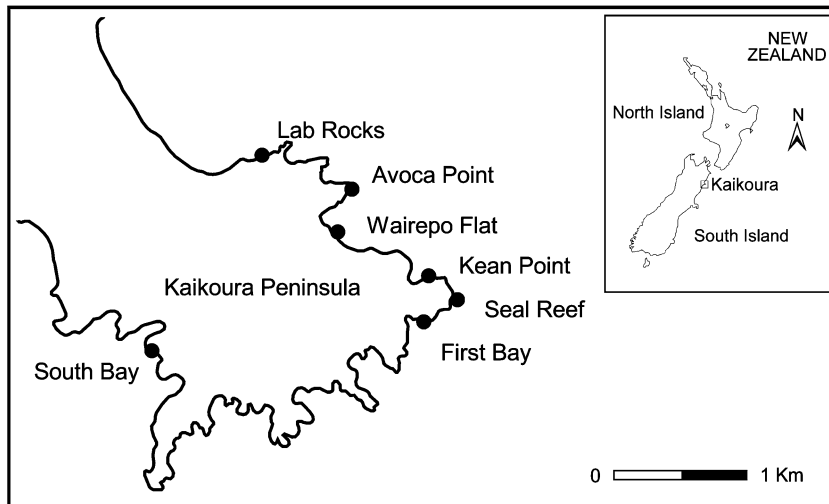 NEW
ZEALAND
North Island
N
Kaikoura
South Island
Lab Rocks
Avoca Point
Wairepo Flat
Kean Point
Kaikoura Peninsula
Seal Reef
First Bay
South Bay
0 1 Km